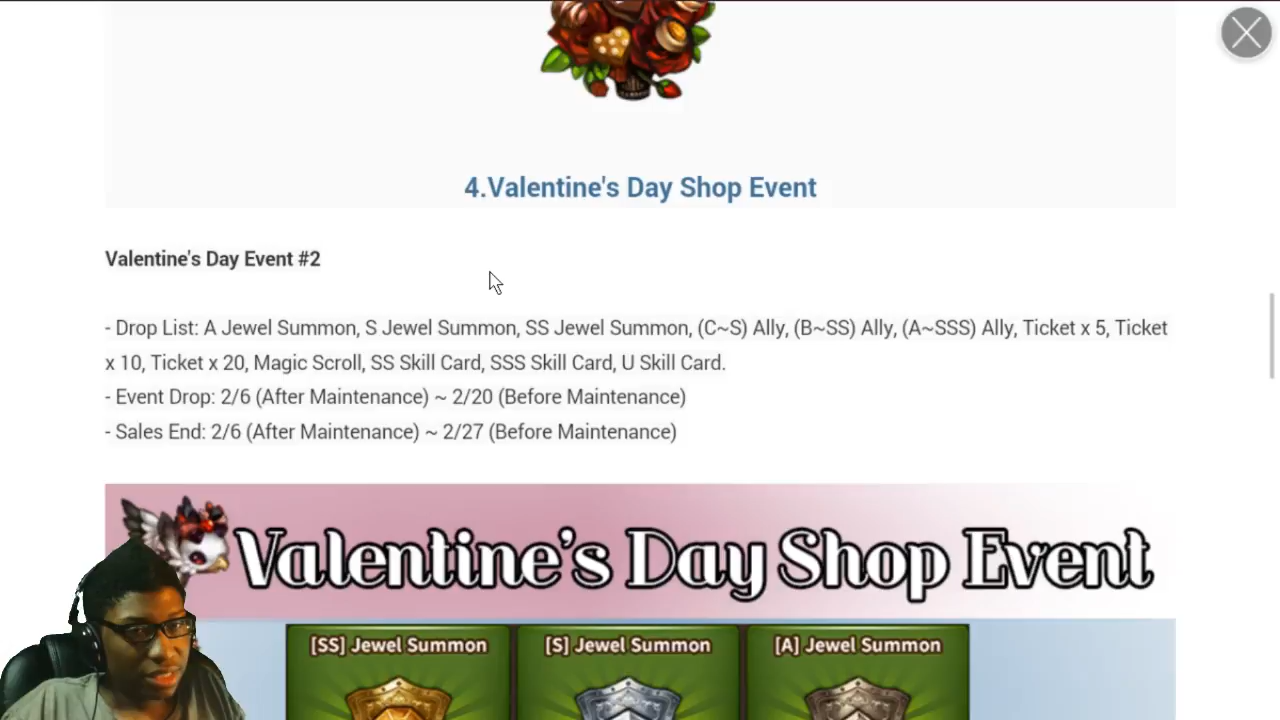 4.Valentine's Day Shop Event
Valentine's Day Event #2
- Drop List: A Jewel Summon, S Jewel Summon, SS Jewel Summon, (C~S) Ally, (B~SS) Ally, (A~SSS) Ally, Ticket x 5, Ticket
x 10, Ticket x 20, Magic Scroll, SS Skill Card, SSS Skill Card, U Skill Card.
- Event Drop: 2/6 (After Maintenance) ~ 2/20 (Before Maintenance)
- Sales End: 2/6 (After Maintenance) ~ 2/27 (Before Maintenance)
Valentine's Day Shop Event
[SS] Jewel Summon [S] Jewel Summon [A] Jewel Summon